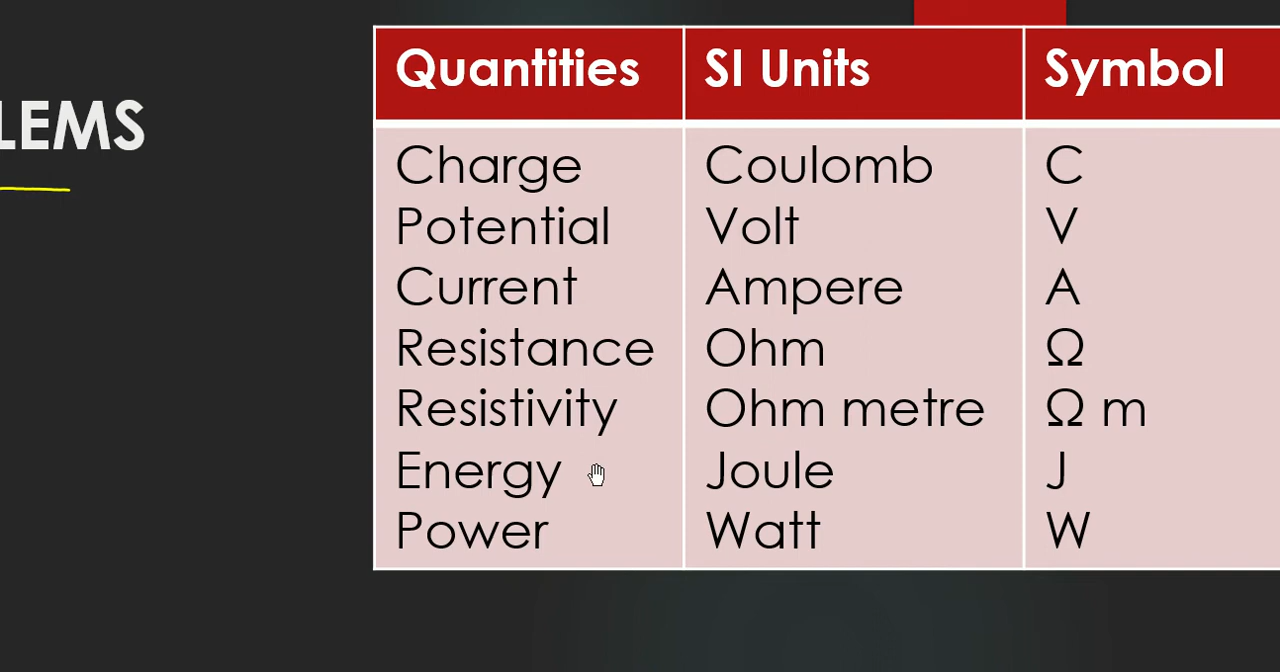 LEMS
Quantities SI Units Symbol
Charge Coulomb C
Potential Volt V
Current Ampere A
Resistance Ohm Ω
Resistivity Ohm metre Ω m
Energy Joule J
Power Watt W